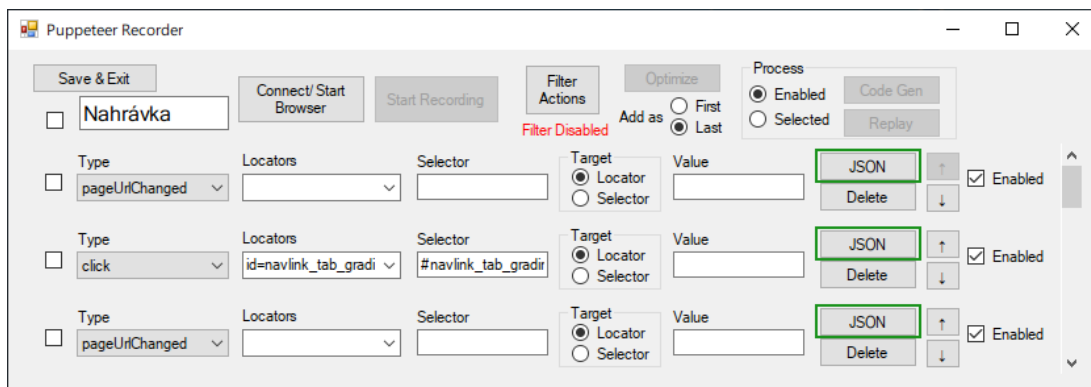 Puppeteer Recorder
Save & Exit
Nahrávka
Connect/ Start
Browser
Start Recording
Filter
Actions
Filter Disabled
Optimize
Add as
First
Last
Process
Enabled
Selected
Code Gen
Replay
Type
Locators
Selector
Target
Value
pageUrlChanged
Locator
Selector
JSON
Delete
↑
↓
Enabled
Type
Locators
Selector
Target
Value
click
id=navlink_tab_gradi
#navlink_tab_gradir
Locator
Selector
JSON
Delete
↑
↓
Enabled
Type
Locators
Selector
Target
Value
pageUrlChanged
Locator
Selector
JSON
Delete
↑
↓
Enabled